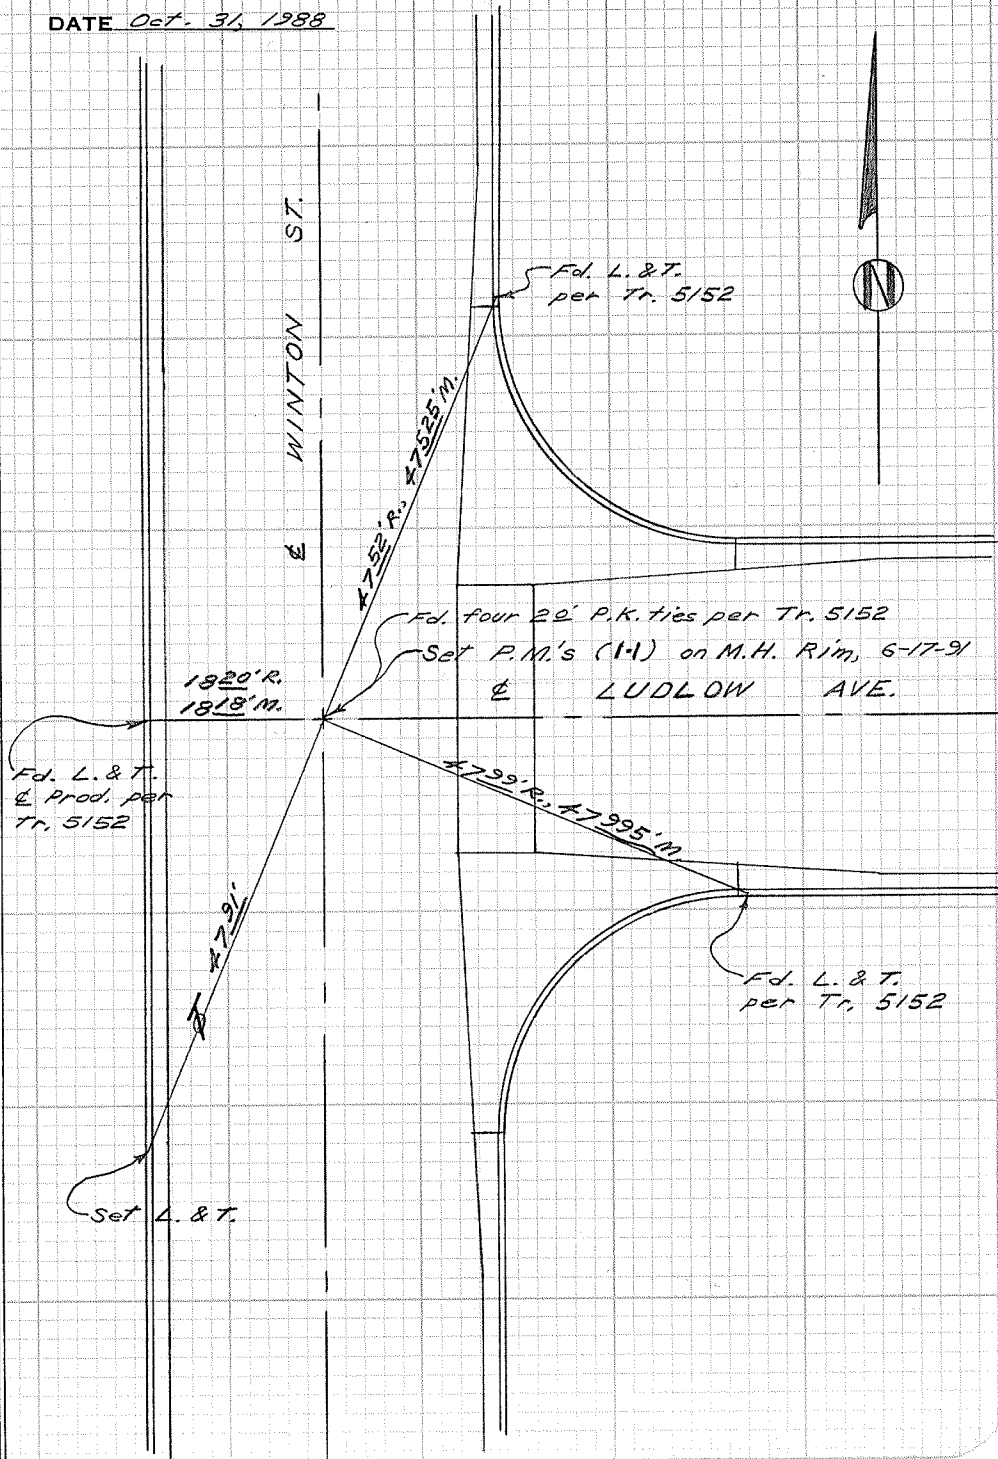 DATE Oct. 31, 1988
WINTON ST.
℄
N
Fd. L. & T.
per Tr. 5152
47.52' R., 47.525' M.
Fd. four 2.0' P.K. ties per Tr. 5152
Set P.M.'s (1·1) on M.H. Rim, 6-17-91
℄ LUDLOW AVE.
18.20' R.
18.18' M.
Fd. L. & T.
℄ Prod. per
Tr. 5152
47.99' R., 47.995' M.
47.91'
Fd. L. & T.
per Tr. 5152
Set L. & T.